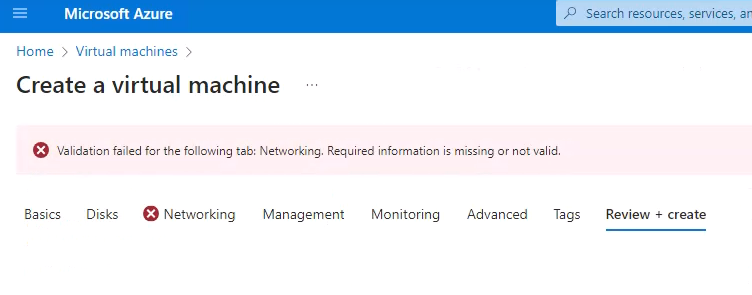 Microsoft Azure
Search resources, services, an
Home > Virtual machines >
Create a virtual machine ...
Validation failed for the following tab: Networking. Required information is missing or not valid.
Basics Disks Networking Management Monitoring Advanced Tags Review + create